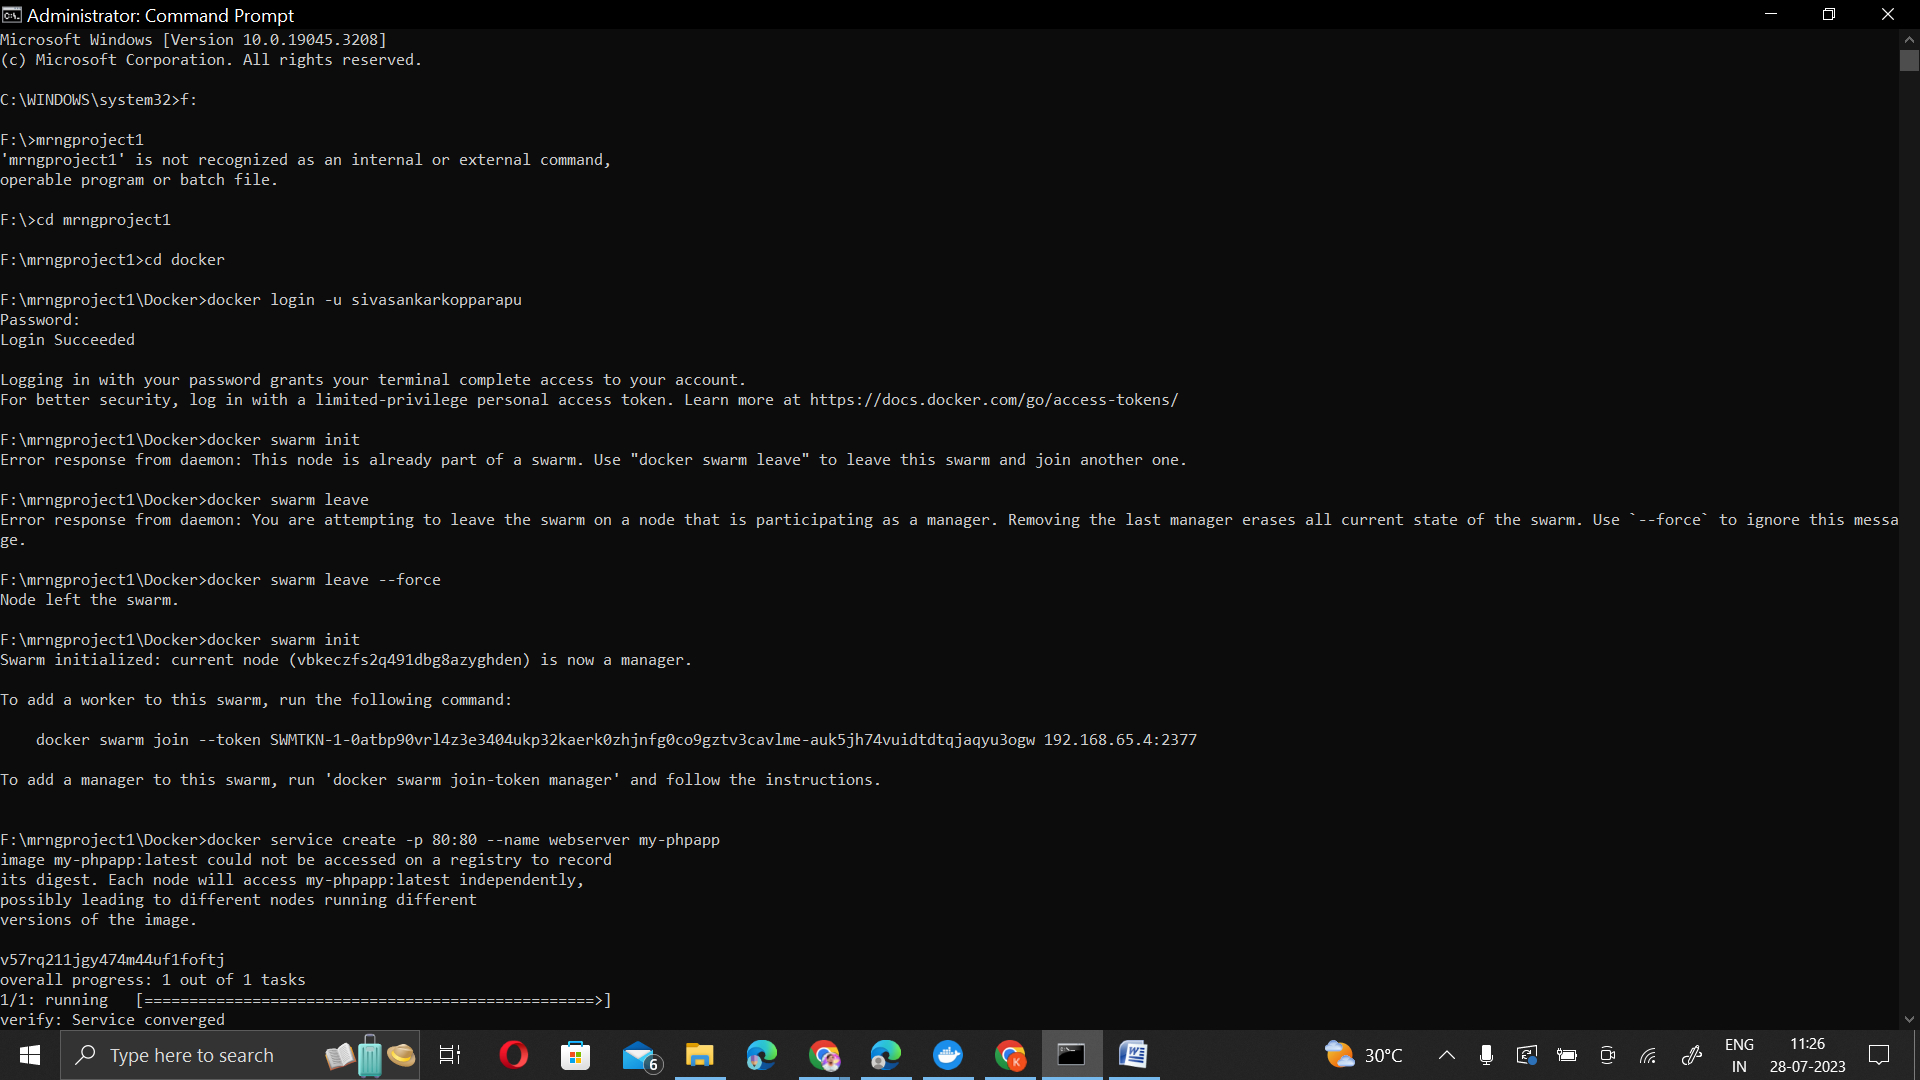 Administrator: Command Prompt
Microsoft Windows [Version 10.0.19045.3208]
(c) Microsoft Corporation. All rights reserved.
C:\WINDOWS\system32>f:
F:\>mrngproject1
'mrngproject1' is not recognized as an internal or external command,
operable program or batch file.
F:\>cd mrngproject1
F:\mrngproject1>cd docker
F:\mrngproject1\Docker>docker login -u sivasankarkopparapu
Password:
Login Succeeded
Logging in with your password grants your terminal complete access to your account.
For better security, log in with a limited-privilege personal access token. Learn more at https://docs.docker.com/go/access-tokens/
F:\mrngproject1\Docker>docker swarm init
Error response from daemon: This node is already part of a swarm. Use "docker swarm leave" to leave this swarm and join another one.
F:\mrngproject1\Docker>docker swarm leave
Error response from daemon: You are attempting to leave the swarm on a node that is participating as a manager. Removing the last manager erases all current state of the swarm. Use `--force` to ignore this messa
ge.
F:\mrngproject1\Docker>docker swarm leave --force
Node left the swarm.
F:\mrngproject1\Docker>docker swarm init
Swarm initialized: current node (vbkeczfs2q491dbg8azyghden) is now a manager.
To add a worker to this swarm, run the following command:
docker swarm join --token SWMTKN-1-0atbp90vrl4z3e3404ukp32kaerk0zhjnfg0co9gztv3cavlme-auk5jh74vuidtdtqjaqyu3ogw 192.168.65.4:2377
To add a manager to this swarm, run 'docker swarm join-token manager' and follow the instructions.
F:\mrngproject1\Docker>docker service create -p 80:80 --name webserver my-phpapp
image my-phpapp:latest could not be accessed on a registry to record
its digest. Each node will access my-phpapp:latest independently,
possibly leading to different nodes running different
versions of the image.
v57rq211jgy474m44uf1foftj
overall progress: 1 out of 1 tasks
1/1: running   [==================================================>]
verify: Service converged
Type here to search
6
K
30°C
ENG
IN
11:26
28-07-2023